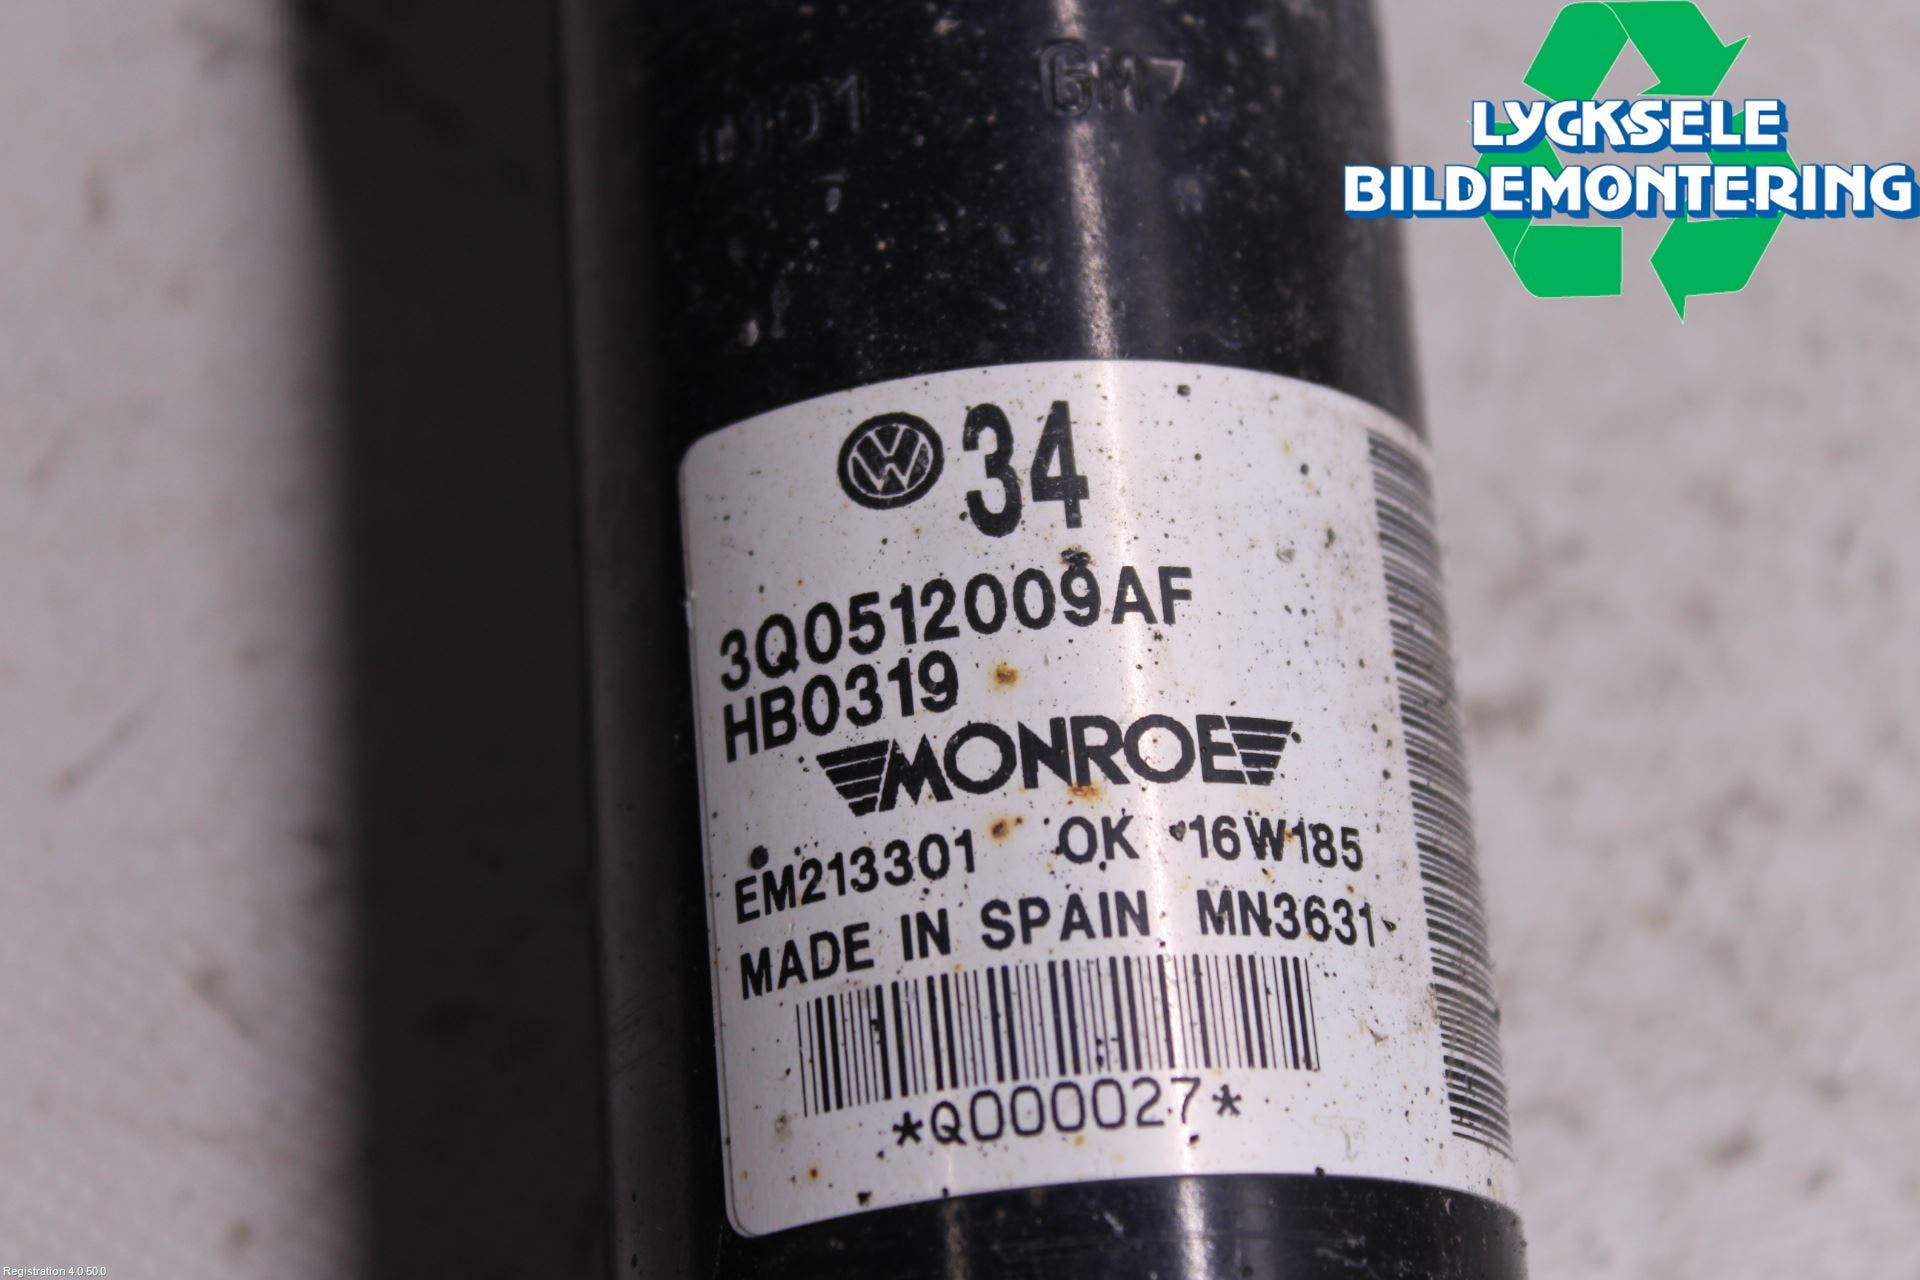 LYCKSELE
BILDEMONTERING
34
3Q0512009AF
HB0319
MONROE
EM213301 OK 16W185
MADE IN SPAIN MN3631
*Q000027*
Registration 4.0.50.0